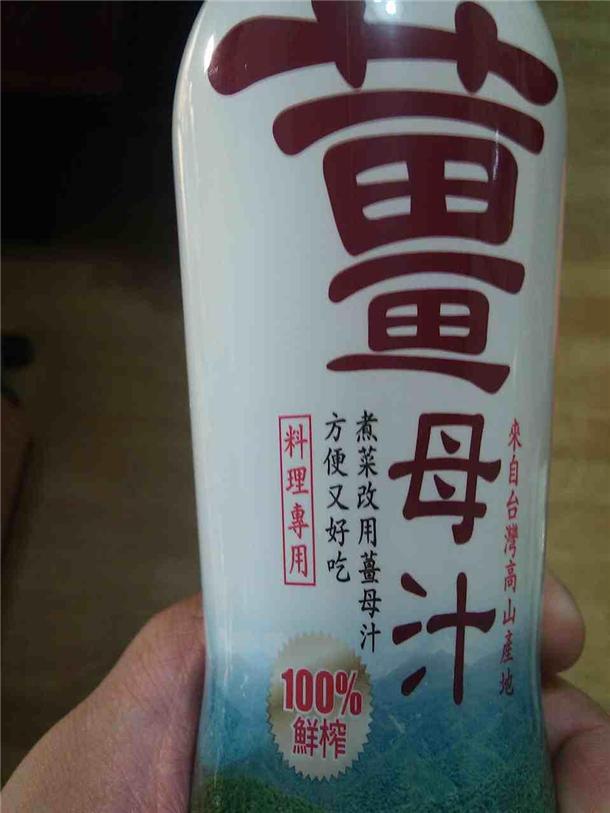 薑母汁
來自台灣高山產地
煮菜改用薑母汁
方便又好吃
料理專用
100%
鮮榨